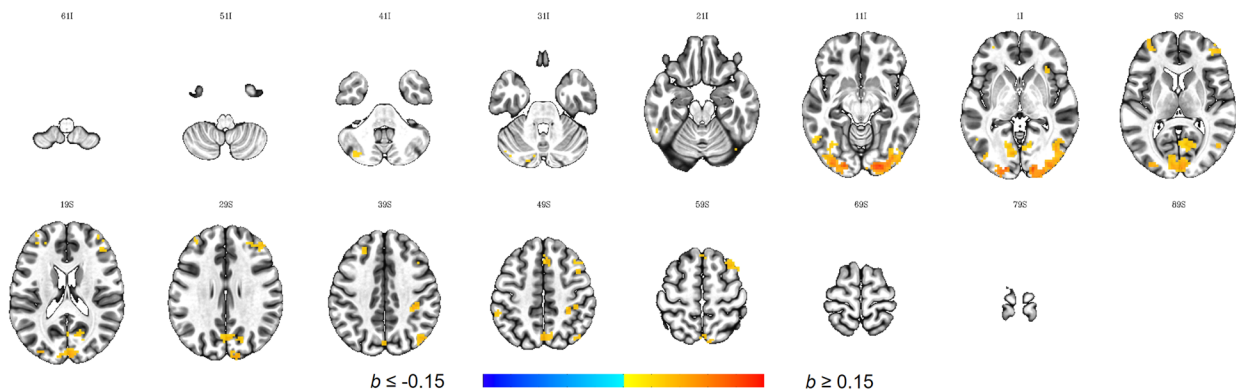 61I 51I 41I 31I 21I 11I 1I 9S
19S 29S 39S 49S 59S 69S 79S 89S
b ≤ -0.15 b ≥ 0.15